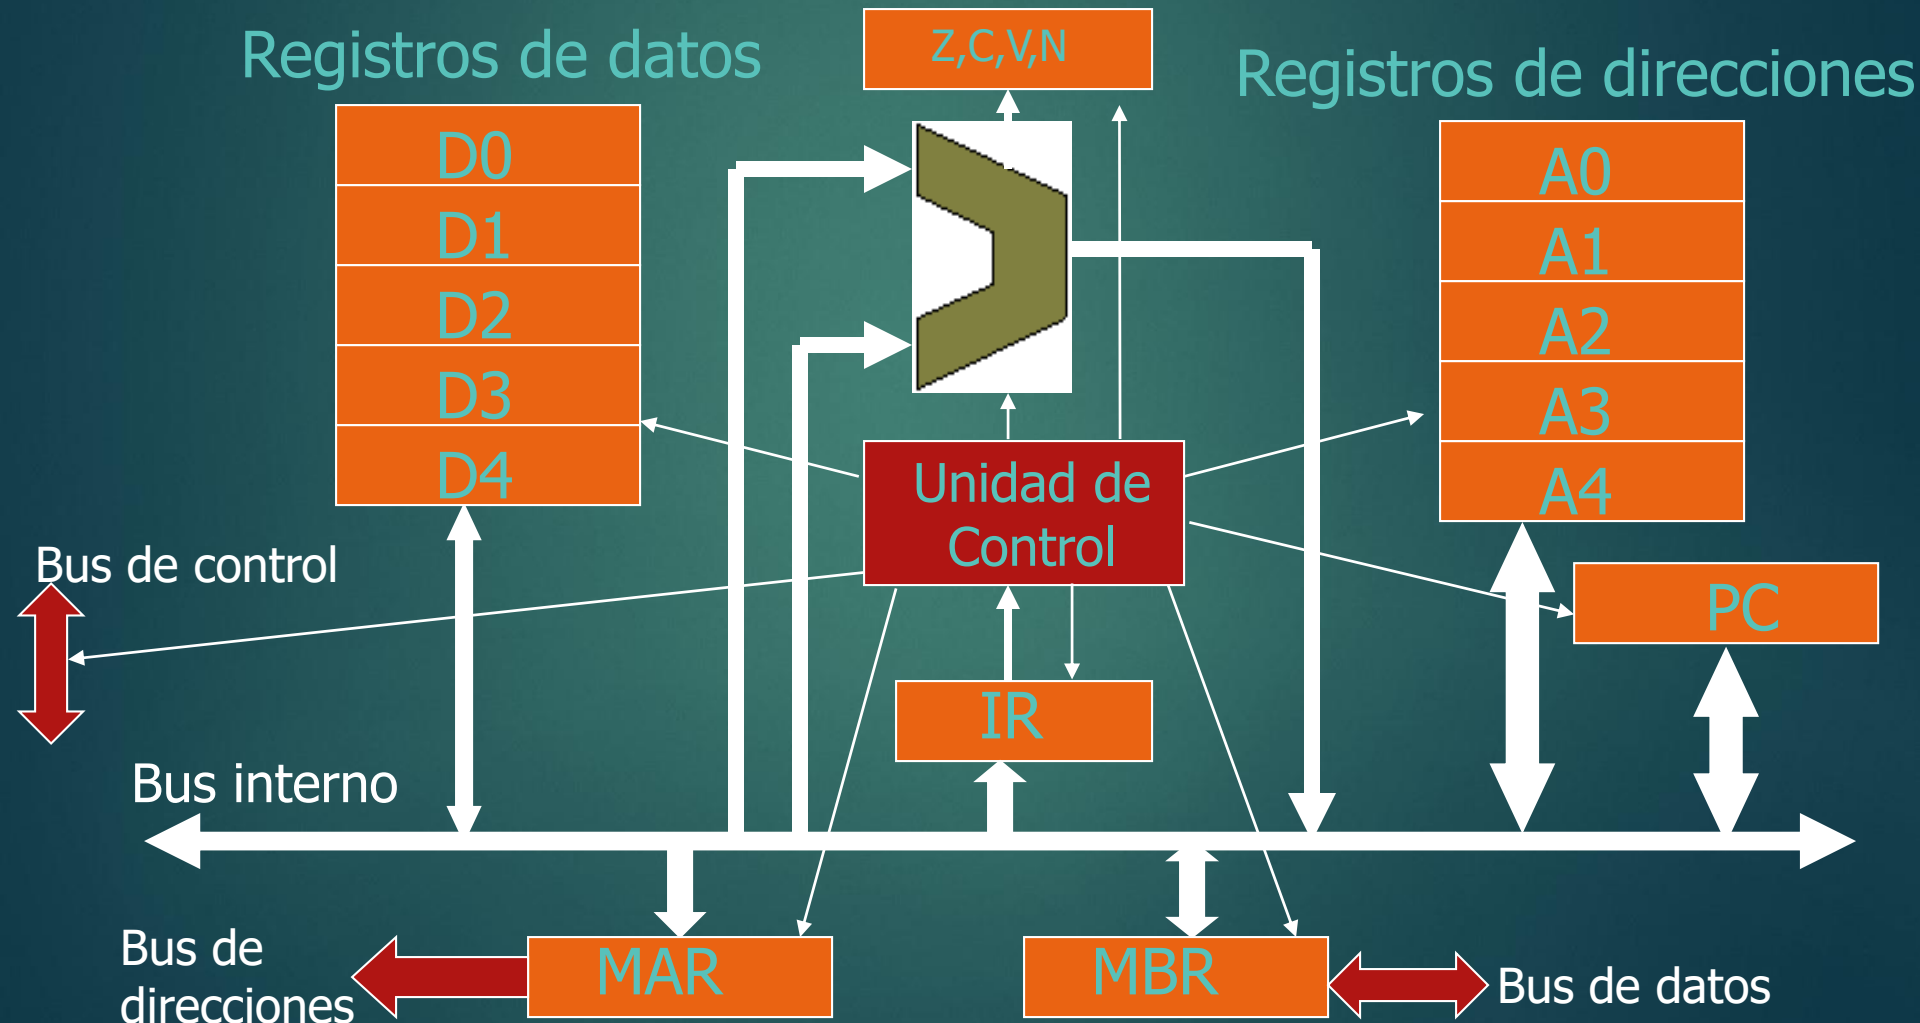 Registros de datos
Z,C,V,N
Registros de direcciones
D0
D1
D2
D3
D4
A0
A1
A2
A3
A4
Unidad de
Control
Bus de control
PC
IR
Bus interno
Bus de
direcciones
MAR
MBR
Bus de datos